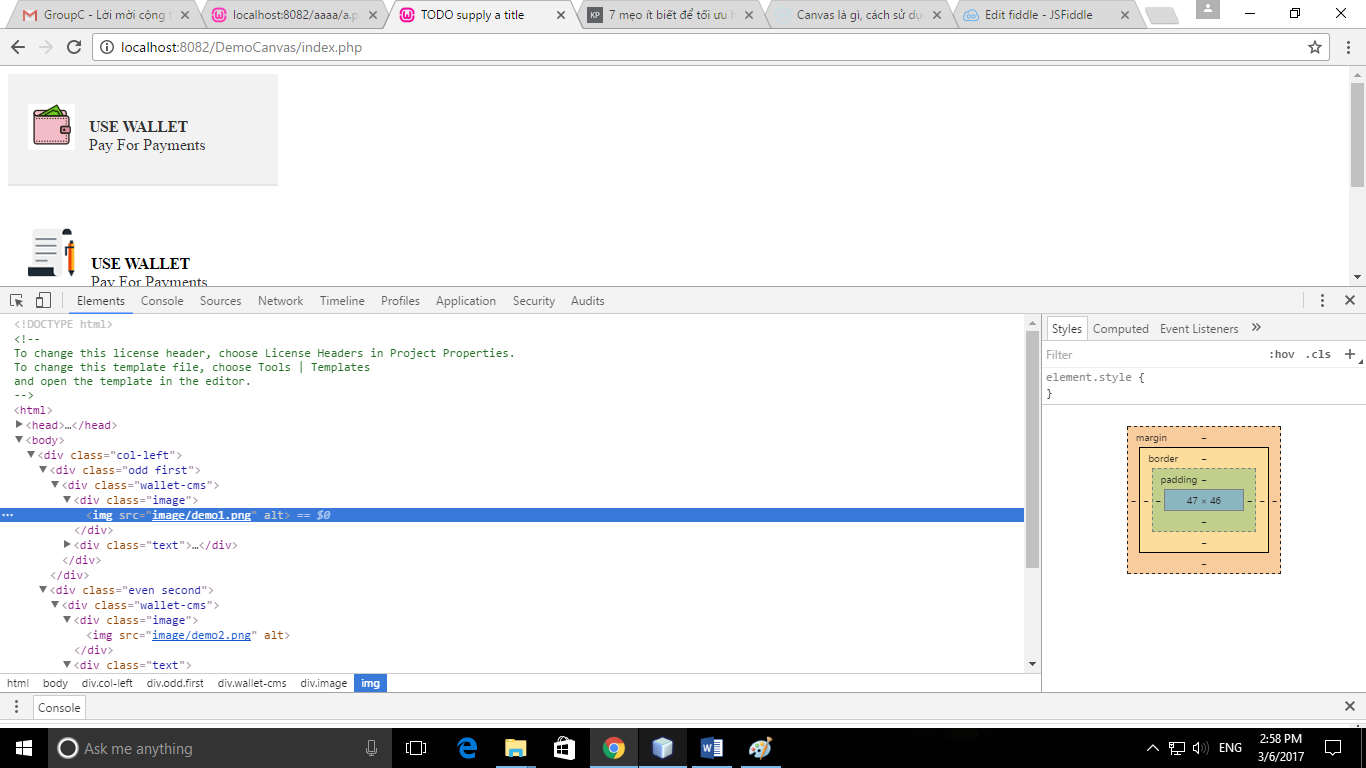 GroupC - Lời mời cộng t
localhost:8082/aaaa/a.p
TODO supply a title
KP 7 mẹo ít biết để tối ưu h
Canvas là gì, cách sử dụ
Edit fiddle - JSFiddle
localhost:8082/DemoCanvas/index.php
USE WALLET
Pay For Payments
USE WALLET
Pay For Payments
Elements Console Sources Network Timeline Profiles Application Security Audits
<!DOCTYPE html>
<!--
To change this license header, choose License Headers in Project Properties.
To change this template file, choose Tools | Templates
and open the template in the editor.
-->
<html>
<head>…</head>
<body>
<div class="col-left">
<div class="odd first">
<div class="wallet-cms">
<div class="image">
<img src="image/demo1.png" alt> == $0
</div>
<div class="text">…</div>
</div>
</div>
<div class="even second">
<div class="wallet-cms">
<div class="image">
<img src="image/demo2.png" alt>
</div>
<div class="text">
html body div.col-left div.odd.first div.wallet-cms div.image img
Styles Computed Event Listeners »
Filter :hov .cls +
element.style {
}
margin –
border –
padding –
– – – 47 × 46 – – –
–
–
–
Console
Ask me anything
ENG
2:58 PM
3/6/2017